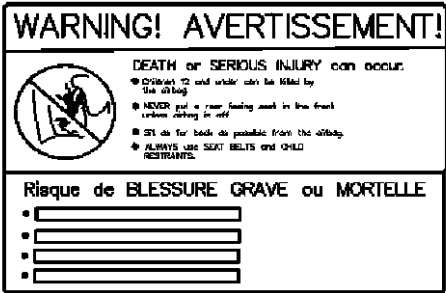 WARNING! AVERTISSEMENT!
DEATH or SERIOUS INJURY can occur.
• Children 12 and under can be killed by
the airbag.
• NEVER put a rear facing seat in the front
unless airbag is off.
• Sit as far back as possible from the airbag.
• ALWAYS use SEAT BELTS and CHILD
RESTRAINTS.
Risque de BLESSURE GRAVE ou MORTELLE